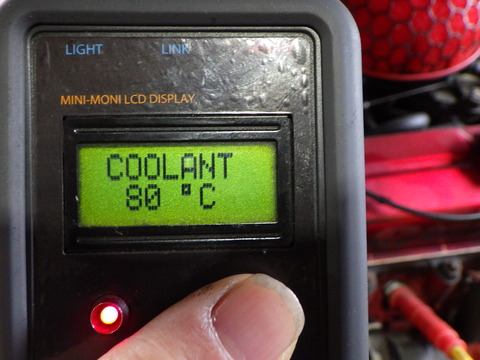 LIGHT LINK
MINI-MONI LCD DISPLAY
COOLANT
80 °C